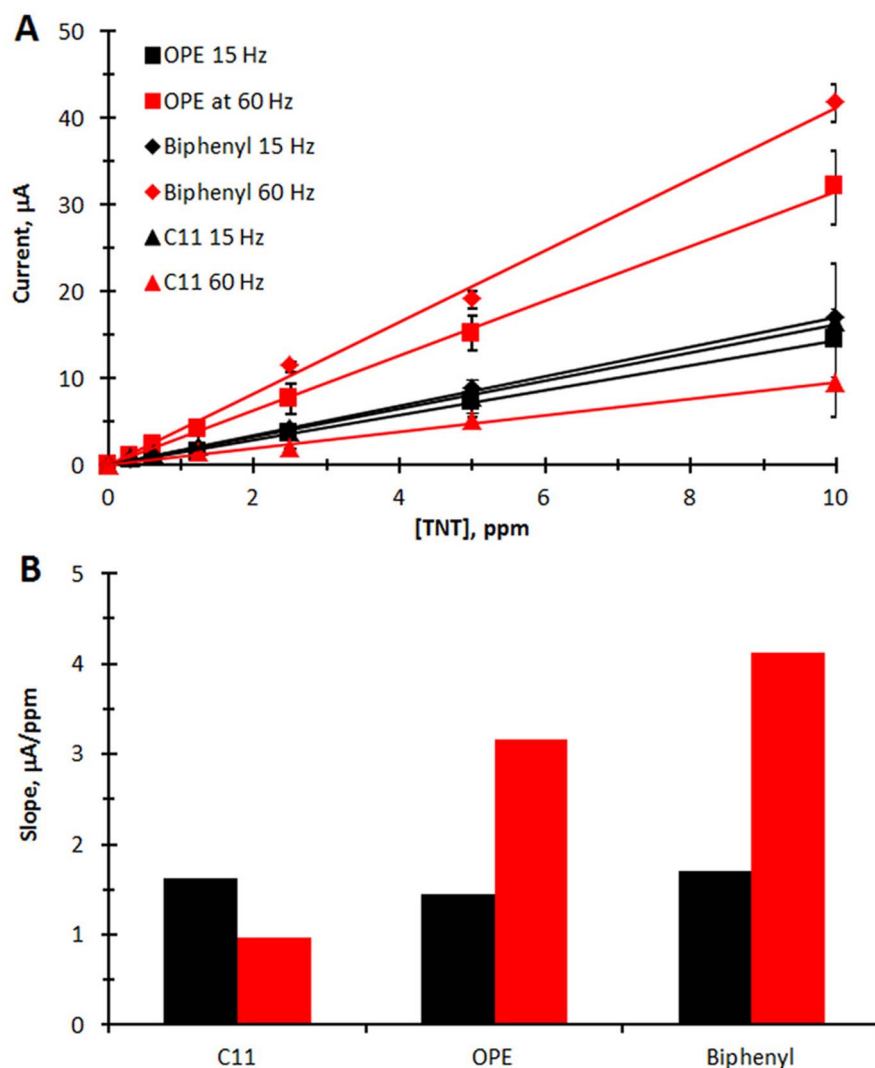 A
50
OPE 15 Hz
OPE at 60 Hz
40
Biphenyl 15 Hz
Biphenyl 60 Hz
30
C11 15 Hz
C11 60 Hz
20
10
0
Current, µA
0 2 4 6 8 10
[TNT], ppm
B
5
4
3
2
1
0
Slope, µA/ppm
C11 OPE Biphenyl